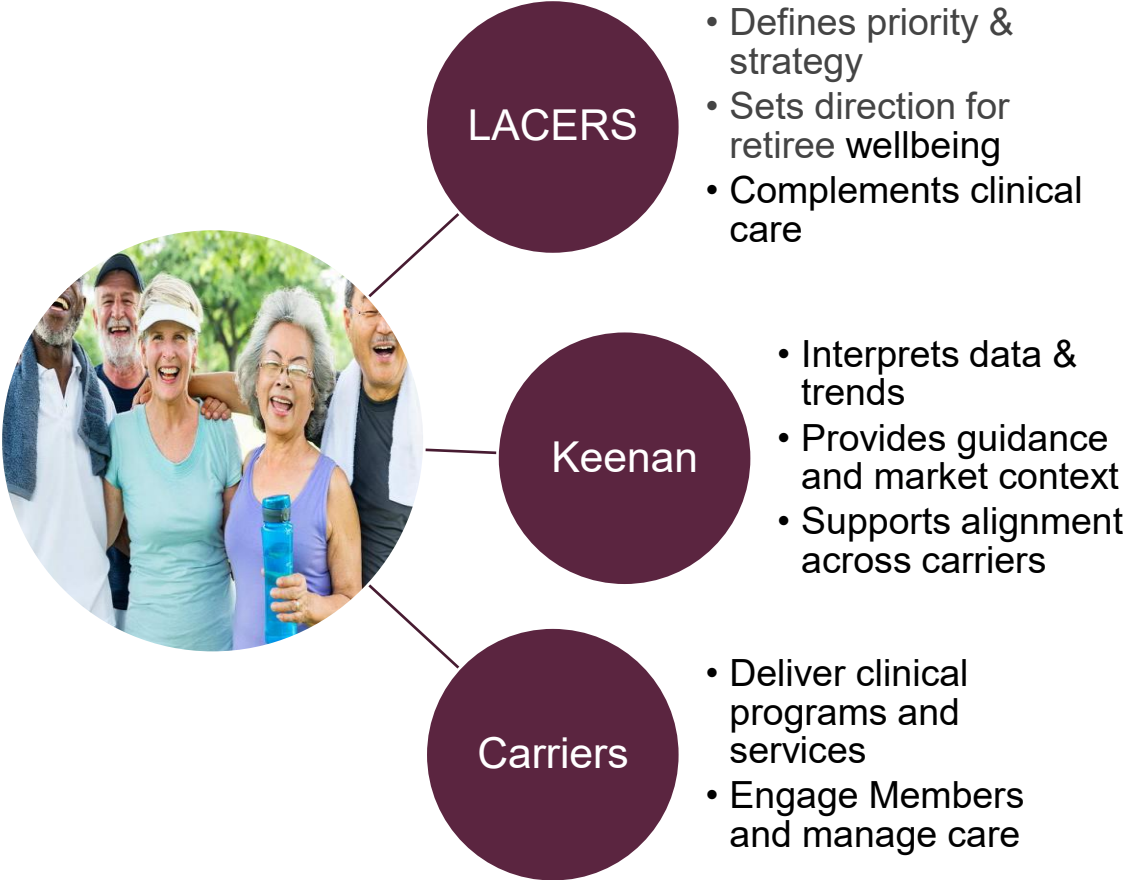 LACERS
• Defines priority &
strategy
• Sets direction for
retiree wellbeing
• Complements clinical
care
Keenan
• Interprets data &
trends
• Provides guidance
and market context
• Supports alignment
across carriers
Carriers
• Deliver clinical
programs and
services
• Engage Members
and manage care